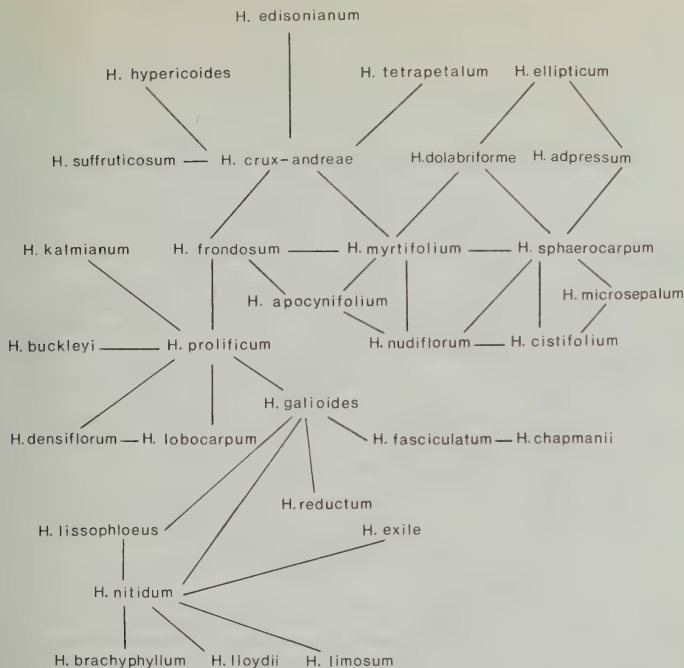 H. edisonianum
H. hypericoides
H. tetrapetalum
H. ellipticum
H. suffruticosum
H. crux-andreae
H.dolabriforme
H. adpressum
H. kalmianum
H. frondosum
H. myrtifolium
H. sphaerocarpum
H. apocynifolium
H. microsepalum
H. buckleyi
H. prolificum
H. nudiflorum
H. cistifolium
H. galioides
H. densiflorum
H. lobocarpum
H. fasciculatum
H. chapmanii
H.reductum
H. lissophloeus
H. exile
H. nitidum
H. brachyphyllum
H. lloydii
H. limosum